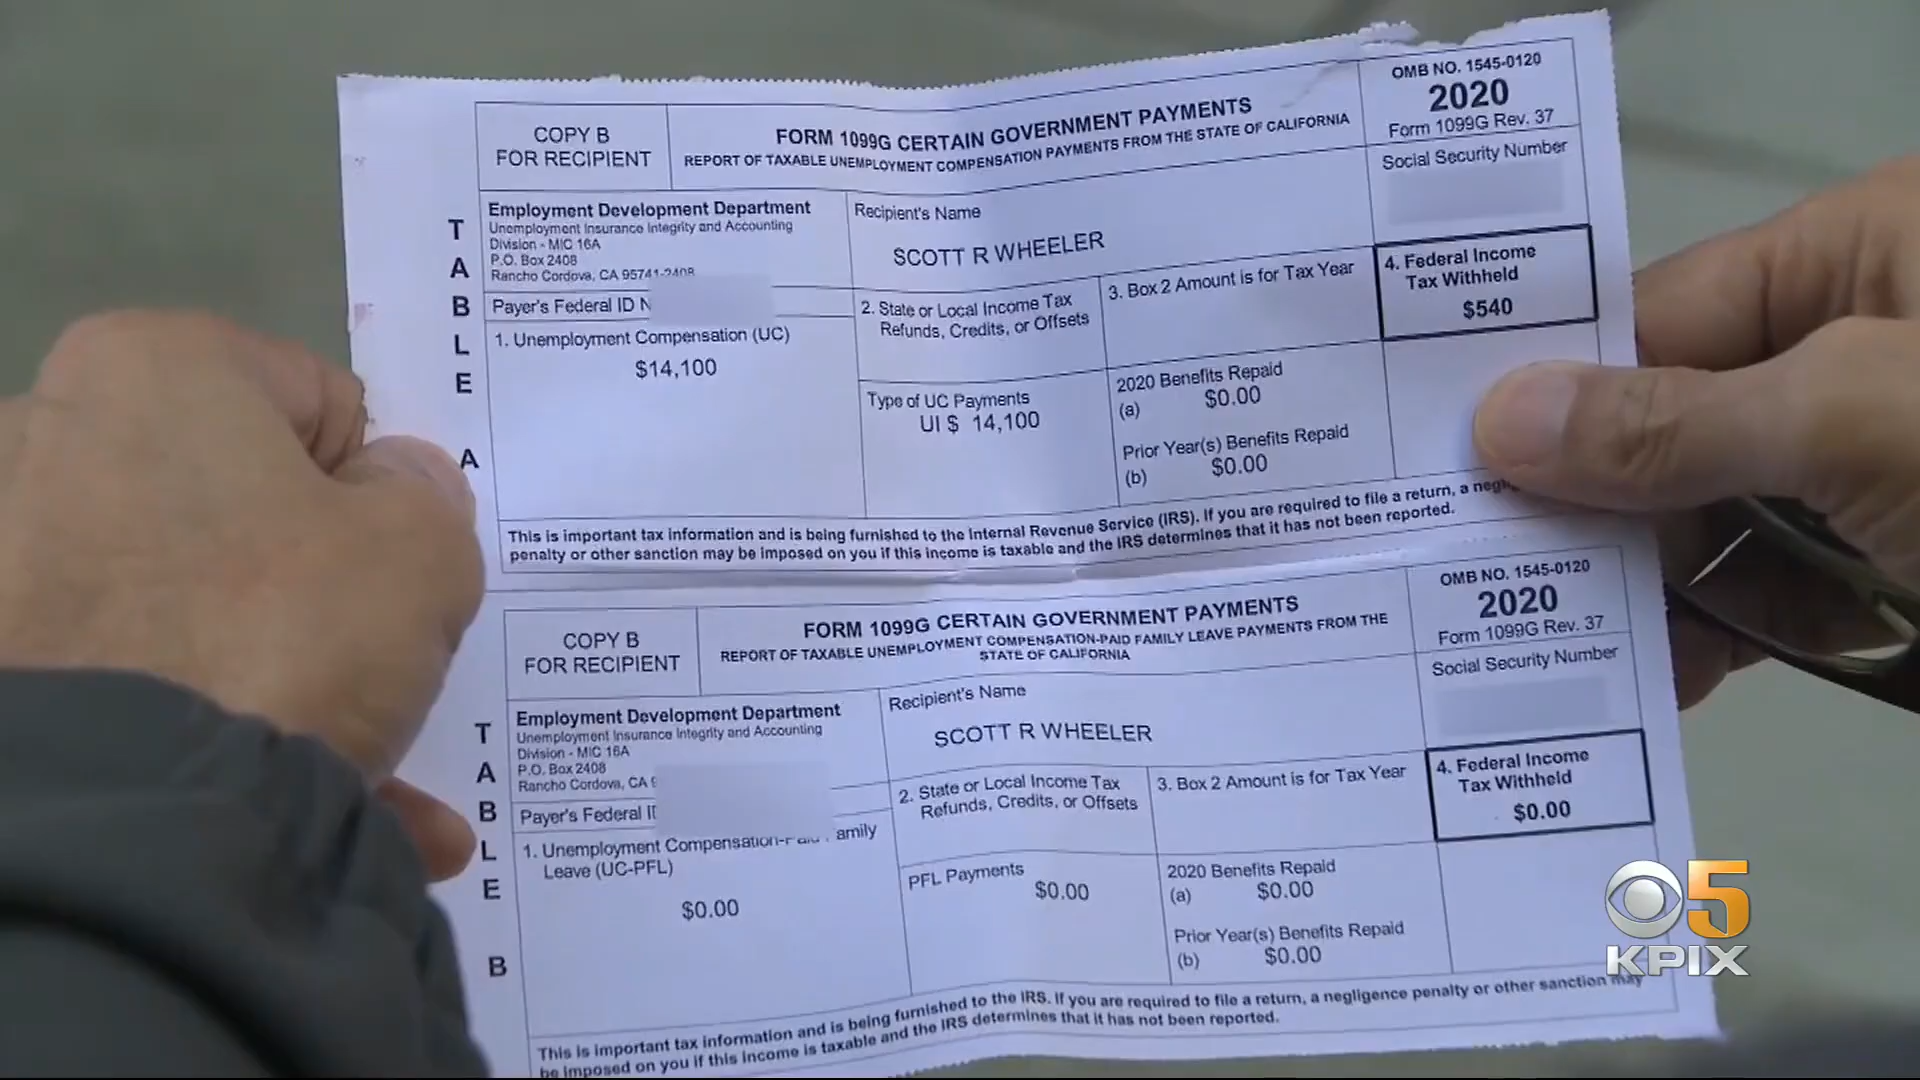 COPY B
FOR RECIPIENT
FORM 1099G CERTAIN GOVERNMENT PAYMENTS
REPORT OF TAXABLE UNEMPLOYMENT COMPENSATION PAYMENTS FROM THE STATE OF CALIFORNIA
OMB NO. 1545-0120
2020
Form 1099G Rev. 37
Social Security Number
TABLE A
Employment Development Department
Unemployment Insurance Integrity and Accounting
Division - MIC 16A
P.O. Box 2408
Rancho Cordova, CA 95741-2408
Payer's Federal ID
Recipient's Name
SCOTT R WHEELER
1. Unemployment Compensation (UC)
$14,100
2. State or Local Income Tax
Refunds, Credits, or Offsets
3. Box 2 Amount is for Tax Year
4. Federal Income
Tax Withheld
$540
Type of UC Payments
UI $ 14,100
2020 Benefits Repaid
(a) $0.00
Prior Year(s) Benefits Repaid
(b) $0.00
This is important tax information and is being furnished to the Internal Revenue Service (IRS). If you are required to file a return, a
penalty or other sanction may be imposed on you if this income is taxable and the IRS determines that it has not been reported.
COPY B
FOR RECIPIENT
FORM 1099G CERTAIN GOVERNMENT PAYMENTS
REPORT OF TAXABLE UNEMPLOYMENT COMPENSATION-PAID FAMILY LEAVE PAYMENTS FROM THE
STATE OF CALIFORNIA
OMB NO. 1545-0120
2020
Form 1099G Rev. 37
Social Security Number
TABLE B
Employment Development Department
Unemployment Insurance Integrity and Accounting
Division - MIC 16A
P.O. Box 2408
Rancho Cordova, CA
Payer's Federal
Recipient's Name
SCOTT R WHEELER
1. Unemployment Compensation-Paid Family
Leave (UC-PFL)
$0.00
2. State or Local Income Tax
Refunds, Credits, or Offsets
3. Box 2 Amount is for Tax Year
4. Federal Income
Tax Withheld
$0.00
PFL Payments
$0.00
2020 Benefits Repaid
(a) $0.00
Prior Year(s) Benefits Repaid
(b) $0.00
This is important tax information and is being furnished to the IRS. If you are required to file a return, a negligence penalty or other sanction may
be imposed on you if this income is taxable and the IRS determines that it has not been reported.
5
KPIX